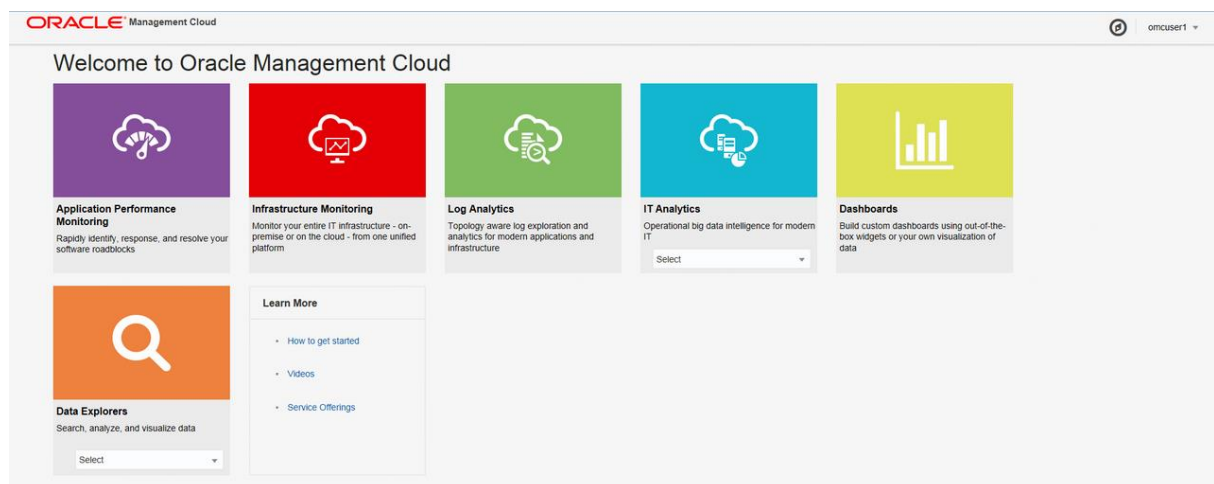 ORACLE Management Cloud
omcuser1
Welcome to Oracle Management Cloud
Application Performance
Monitoring
Rapidly identify, response, and resolve your
software roadblocks
Infrastructure Monitoring
Monitor your entire IT infrastructure - on-
premise or on the cloud - from one unified
platform
Log Analytics
Topology aware log exploration and
analytics for modern applications and
infrastructure
IT Analytics
Operational big data intelligence for modern
IT
Select
Dashboards
Build custom dashboards using out-of-the-
box widgets or your own visualization of
data
Data Explorers
Search, analyze, and visualize data
Select
Learn More
How to get started
Videos
Service Offerings